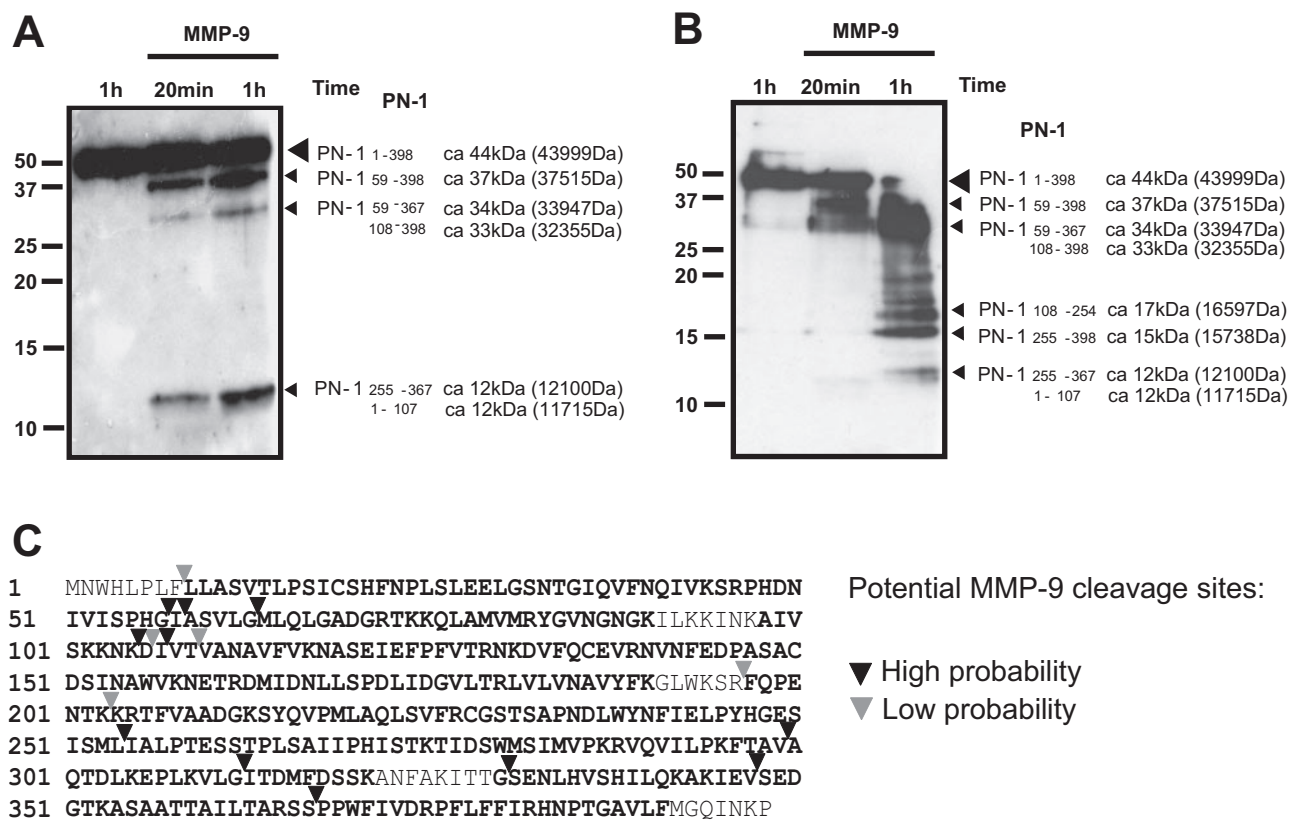 A
MMP-9
1h 20min 1h Time
PN-1
50
37
25
20
15
10
PN-1 1-398 ca 44kDa (43999Da)
PN-1 59-398 ca 37kDa (37515Da)
PN-1 59-367 ca 34kDa (33947Da)
108-398 ca 33kDa (32355Da)
PN-1 255-367 ca 12kDa (12100Da)
1-107 ca 12kDa (11715Da)
B
MMP-9
1h 20min 1h Time
PN-1
50
37
25
20
15
10
PN-1 1-398 ca 44kDa (43999Da)
PN-1 59-398 ca 37kDa (37515Da)
PN-1 59-367 ca 34kDa (33947Da)
108-398 ca 33kDa (32355Da)
PN-1 108-254 ca 17kDa (16597Da)
PN-1 255-398 ca 15kDa (15738Da)
PN-1 255-367 ca 12kDa (12100Da)
1-107 ca 12kDa (11715Da)
C
1 MNWHLPLFLLASVTLPSICSHFNPLSLEELGSNTGIQVFNQIVKSRPHDN
51 IVISPHGIASVLGMLQLGADGRTKKQLAMVMRYGVNGNGKILKKINKAIV
101 SKKNKDIVTVANAVFVKNASEIEFPFVTRNKDVFQCEVRNVNFEDPASAC
151 DSINAWVKNETRDMIDNLLSPDLIDGVLTRLVLVNAVYFKGLWKSRFQPE
201 NTKKRTFVAADGKSYQVPMLAQLSVFRCGSTSAPNDLWYNFIELPYHGES
251 ISMLIALPTESSTPLSAIIPHISTKTIDSWMSIMVPKRVQVILPKFTAVA
301 QTDLKEPLKVLGITDMFDSSKANFAKITTGSENLHVSHILQKAKIEVSED
351 GTKASAATTAILTARSSPPWFIVDRPFLFFIRHNPTGAVLFMGQINKP
Potential MMP-9 cleavage sites:
High probability
Low probability